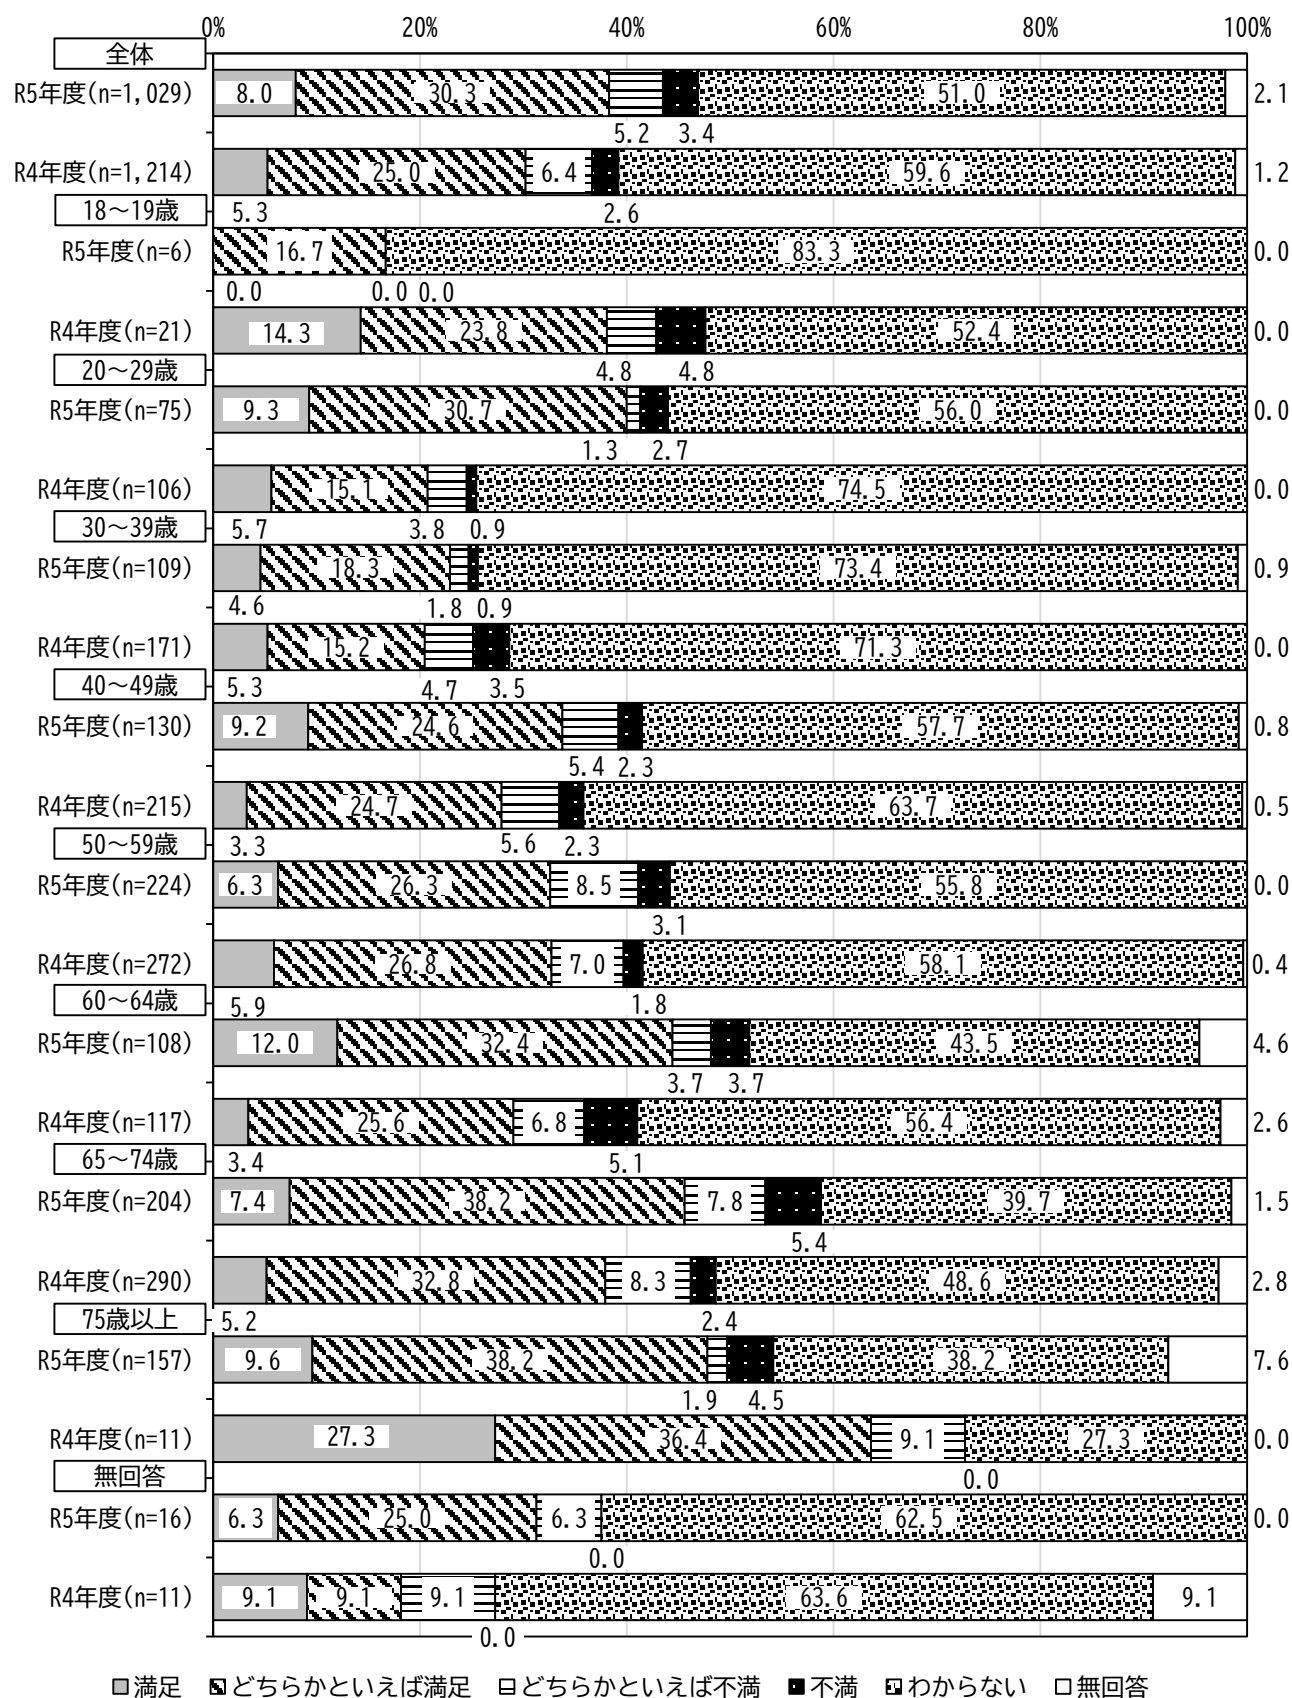 0% 20% 40% 60% 80% 100%
全体
R5年度(n=1,029) 8.0 30.3 51.0 2.1
5.2 3.4
R4年度(n=1,214) 25.0 6.4 59.6 1.2
18～19歳 5.3 2.6
R5年度(n=6) 16.7 83.3 0.0
0.0 0.0 0.0
R4年度(n=21) 14.3 23.8 52.4 0.0
20～29歳 4.8 4.8
R5年度(n=75) 9.3 30.7 56.0 0.0
1.3 2.7
R4年度(n=106) 15.1 74.5 0.0
30～39歳 5.7 3.8 0.9
R5年度(n=109) 18.3 73.4 0.9
4.6 1.8 0.9
R4年度(n=171) 15.2 71.3 0.0
40～49歳 5.3 4.7 3.5
R5年度(n=130) 9.2 24.6 57.7 0.8
5.4 2.3
R4年度(n=215) 24.7 63.7 0.5
50～59歳 3.3 5.6 2.3
R5年度(n=224) 6.3 26.3 8.5 55.8 0.0
3.1
R4年度(n=272) 26.8 7.0 58.1 0.4
60～64歳 5.9 1.8
R5年度(n=108) 12.0 32.4 43.5 4.6
3.7 3.7
R4年度(n=117) 25.6 6.8 56.4 2.6
65～74歳 3.4 5.1
R5年度(n=204) 7.4 38.2 7.8 39.7 1.5
5.4
R4年度(n=290) 32.8 8.3 48.6 2.8
75歳以上 5.2 2.4
R5年度(n=157) 9.6 38.2 38.2 7.6
1.9 4.5
R4年度(n=11) 27.3 36.4 9.1 27.3 0.0
無回答 0.0
R5年度(n=16) 6.3 25.0 6.3 62.5 0.0
0.0
R4年度(n=11) 9.1 9.1 9.1 63.6 9.1
0.0
満足 どちらかといえば満足 どちらかといえば不満 不満 わからない 無回答